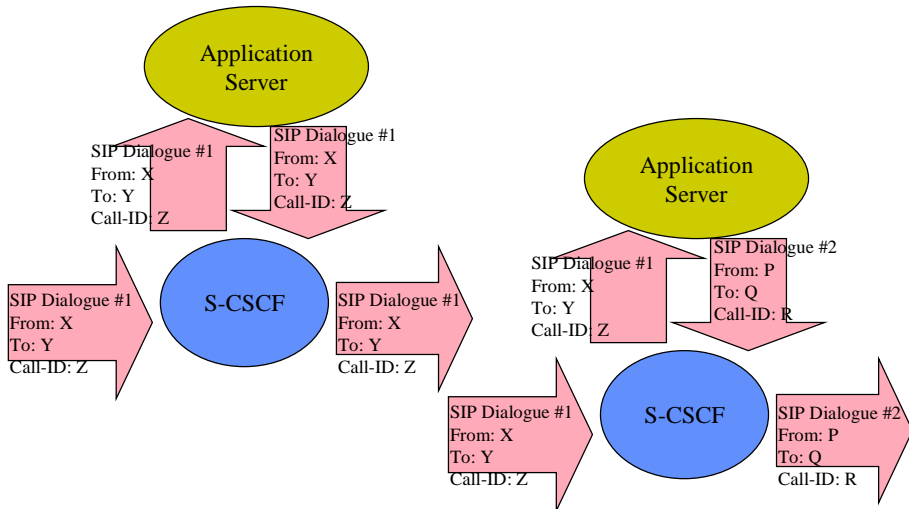 Application
Server
SIP Dialogue #1
From: X
To: Y
Call-ID: Z
SIP Dialogue #1
From: X
To: Y
Call-ID: Z
SIP Dialogue #1
From: X
To: Y
Call-ID: Z
S-CSCF
SIP Dialogue #1
From: X
To: Y
Call-ID: Z
Application
Server
SIP Dialogue #1
From: X
To: Y
Call-ID: Z
SIP Dialogue #2
From: P
To: Q
Call-ID: R
SIP Dialogue #1
From: X
To: Y
Call-ID: Z
S-CSCF
SIP Dialogue #2
From: P
To: Q
Call-ID: R